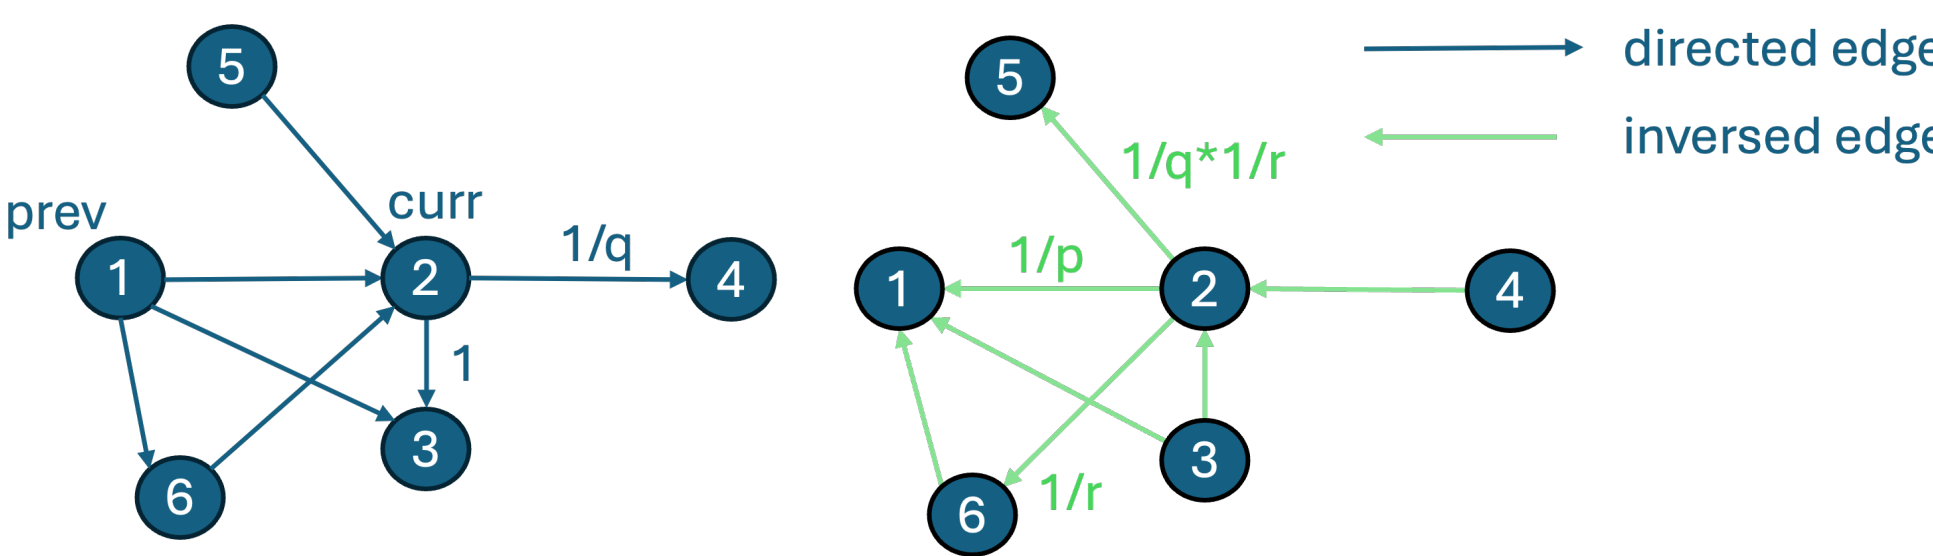 5
prev
curr
1/q
1
2
4
1
3
6
5
1/q*1/r
1/p
1
2
4
3
1/r
6
directed edge
inversed edge